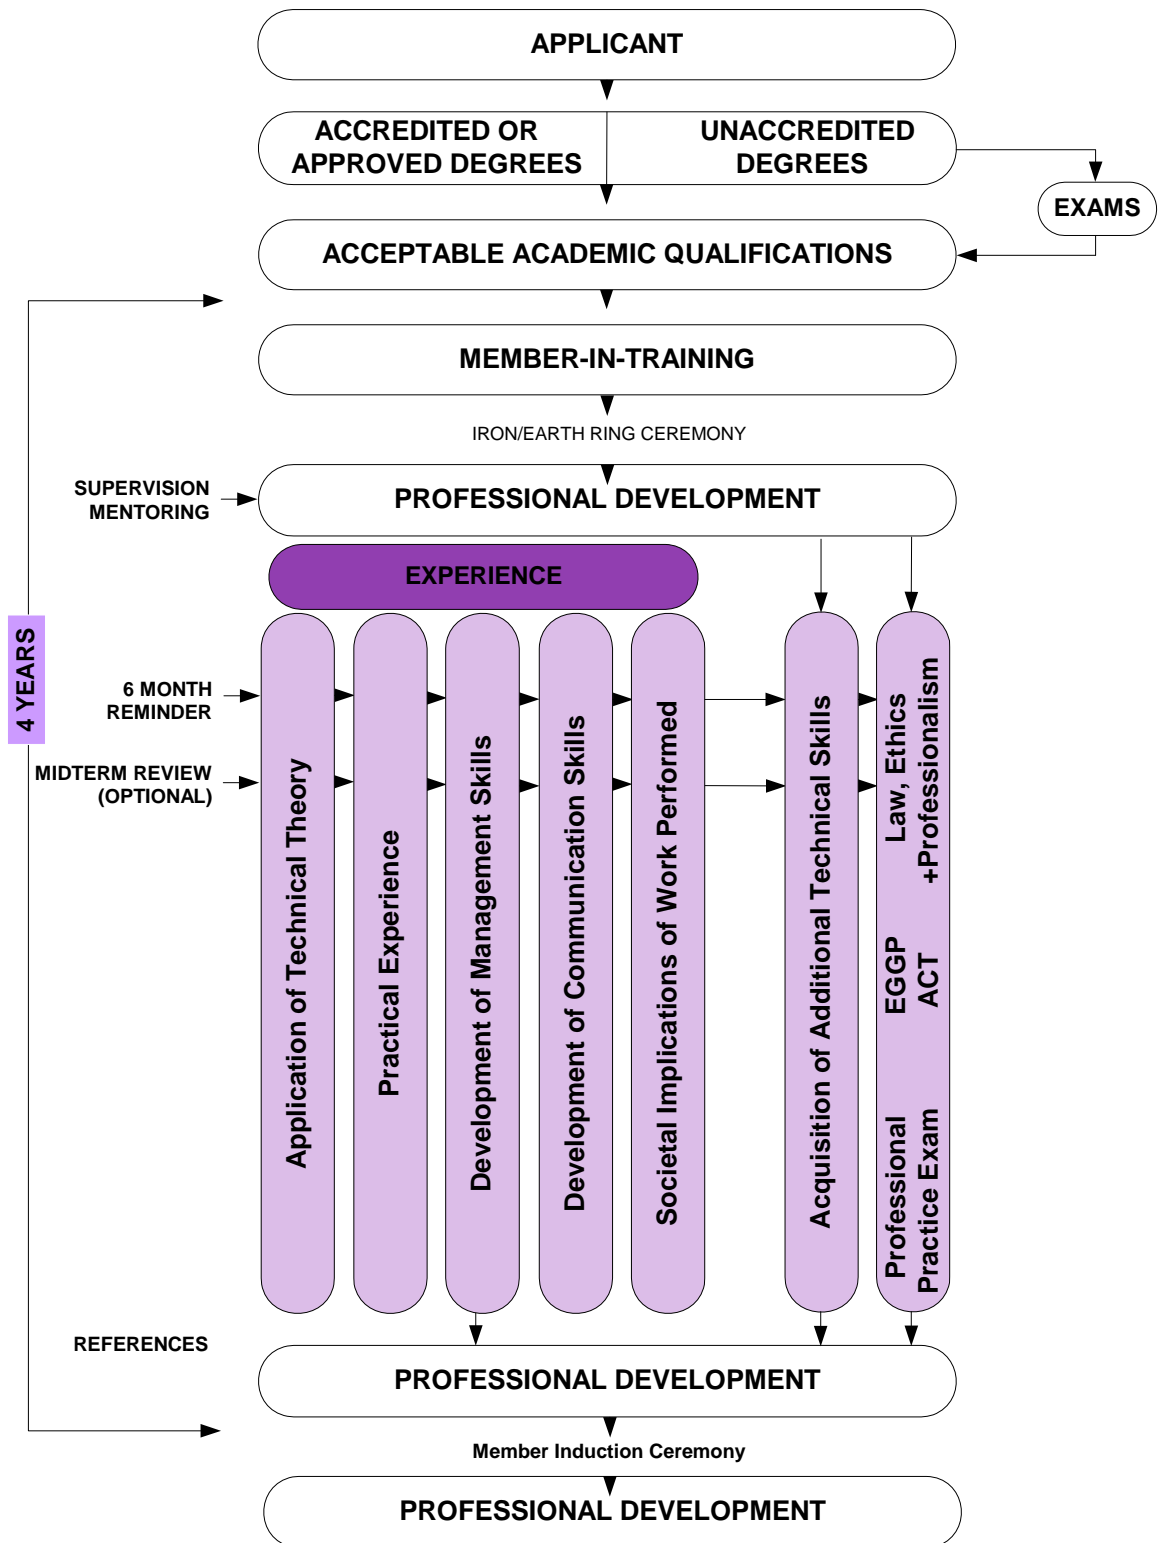 APPLICANT
ACCREDITED OR
APPROVED DEGREES
UNACCREDITED
DEGREES
EXAMS
ACCEPTABLE ACADEMIC QUALIFICATIONS
MEMBER-IN-TRAINING
IRON/EARTH RING CEREMONY
SUPERVISION
MENTORING
PROFESSIONAL DEVELOPMENT
EXPERIENCE
4 YEARS
6 MONTH
REMINDER
MIDTERM REVIEW
(OPTIONAL)
Application of Technical Theory
Practical Experience
Development of Management Skills
Development of Communication Skills
Societal Implications of Work Performed
Acquisition of Additional Technical Skills
Law, Ethics
+Professionalism
EGGP
ACT
Professional
Practice Exam
REFERENCES
PROFESSIONAL DEVELOPMENT
Member Induction Ceremony
PROFESSIONAL DEVELOPMENT